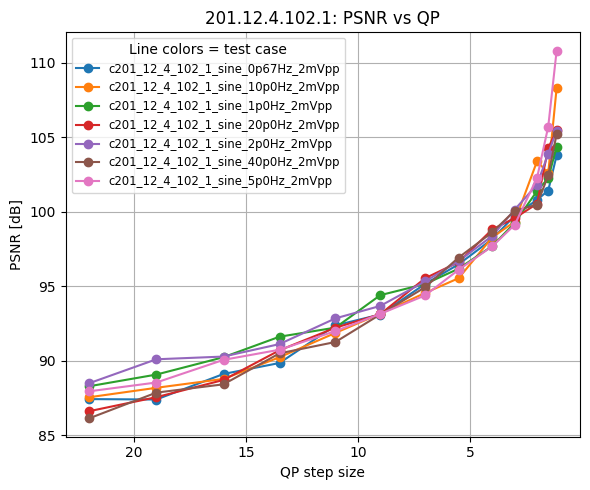 201.12.4.102.1: PSNR vs QP
Line colors = test case
c201_12_4_102_1_sine_0p67Hz_2mVpp
c201_12_4_102_1_sine_10p0Hz_2mVpp
c201_12_4_102_1_sine_1p0Hz_2mVpp
c201_12_4_102_1_sine_20p0Hz_2mVpp
c201_12_4_102_1_sine_2p0Hz_2mVpp
c201_12_4_102_1_sine_40p0Hz_2mVpp
c201_12_4_102_1_sine_5p0Hz_2mVpp
PSNR [dB]
110
105
100
95
90
85
20 15 10 5
QP step size